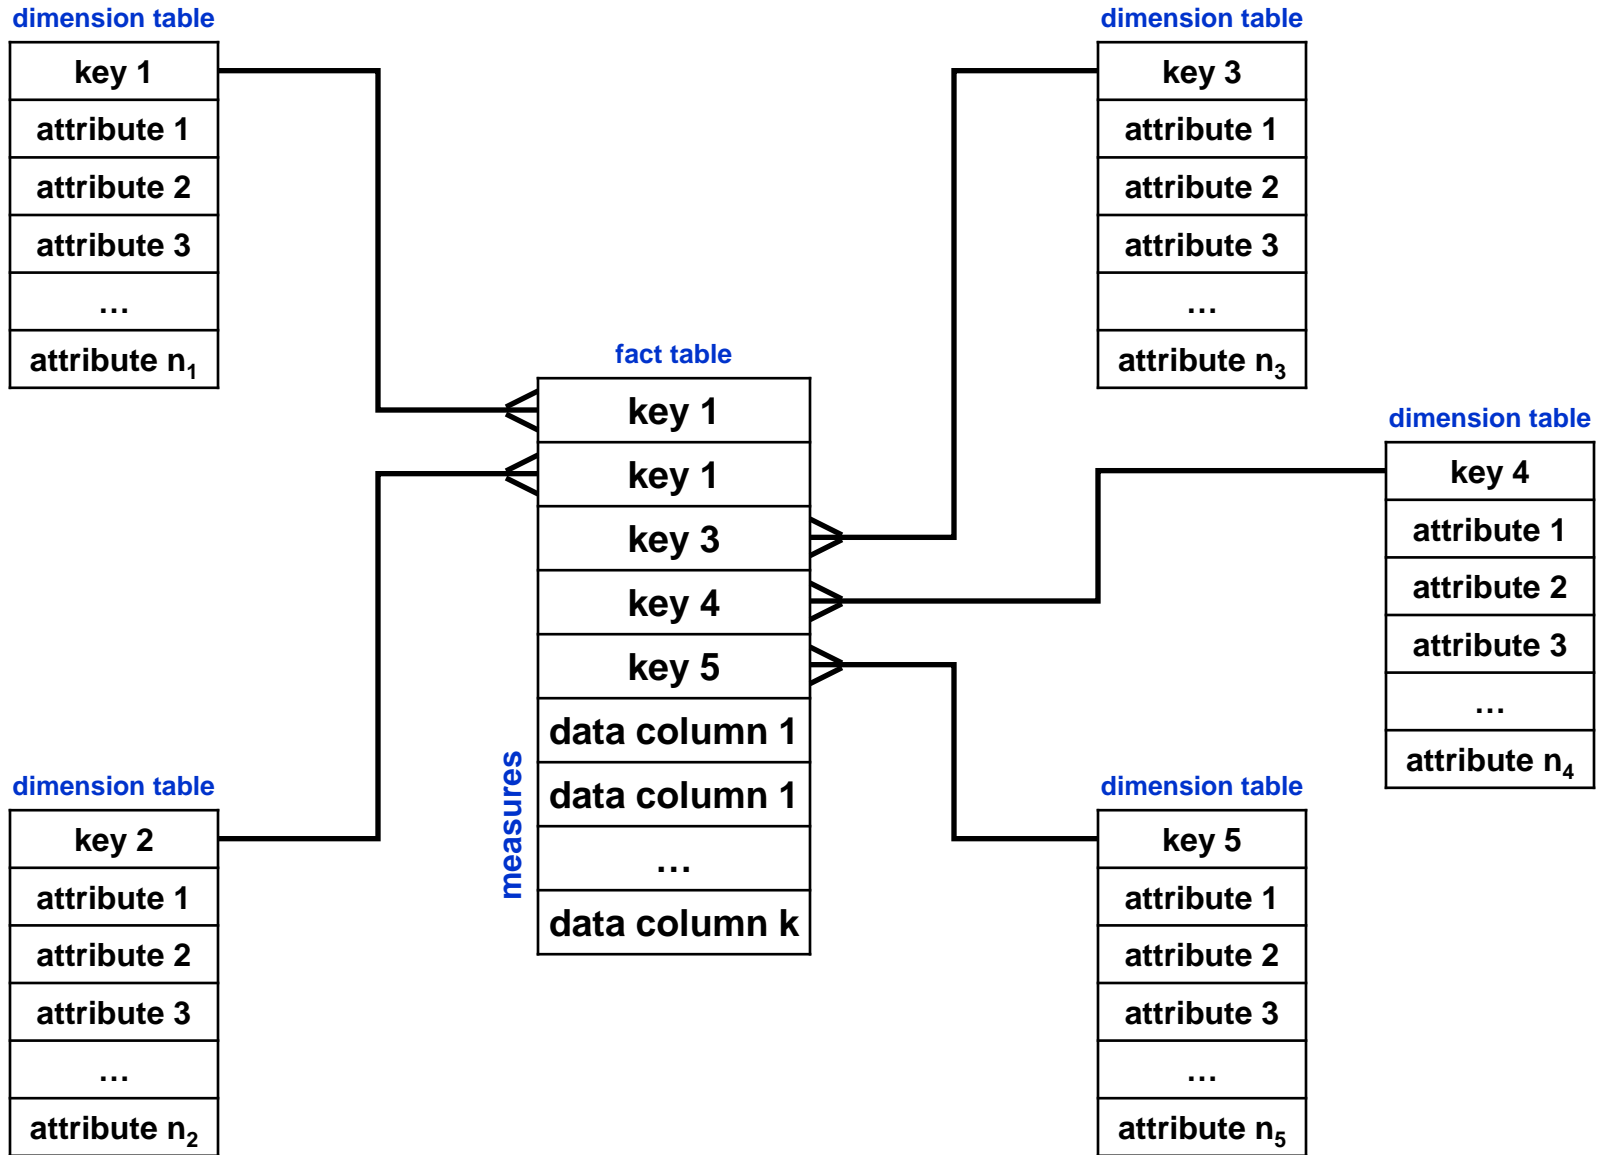 dimension table
key 1
attribute 1
attribute 2
attribute 3
…
attribute n₁
dimension table
key 2
attribute 1
attribute 2
attribute 3
…
attribute n₂
fact table
key 1
key 1
key 3
key 4
key 5
data column 1
data column 1
…
data column k
measures
dimension table
key 3
attribute 1
attribute 2
attribute 3
…
attribute n₃
dimension table
key 4
attribute 1
attribute 2
attribute 3
…
attribute n₄
dimension table
key 5
attribute 1
attribute 2
attribute 3
…
attribute n₅